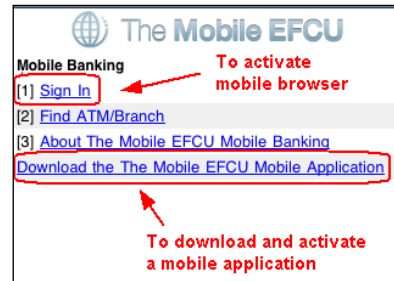 The Mobile EFCU
Mobile Banking
To activate
mobile browser
[1] Sign In
[2] Find ATM/Branch
[3] About The Mobile EFCU Mobile Banking
Download the The Mobile EFCU Mobile Application
To download and activate
a mobile application